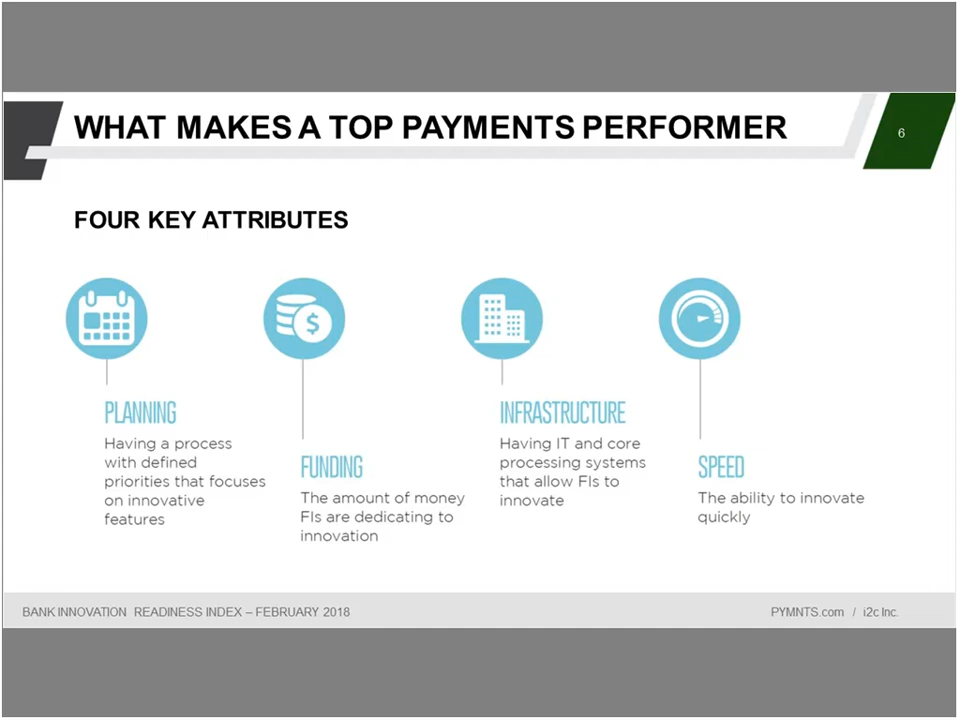 WHAT MAKES A TOP PAYMENTS PERFORMER
6
FOUR KEY ATTRIBUTES
$
PLANNING
Having a process
with defined
priorities that focuses
on innovative
features
FUNDING
The amount of money
FIs are dedicating to
innovation
INFRASTRUCTURE
Having IT and core
processing systems
that allow FIs to
innovate
SPEED
The ability to innovate
quickly
BANK INNOVATION READINESS INDEX – FEBRUARY 2018
PYMNTS.com / i2c Inc.